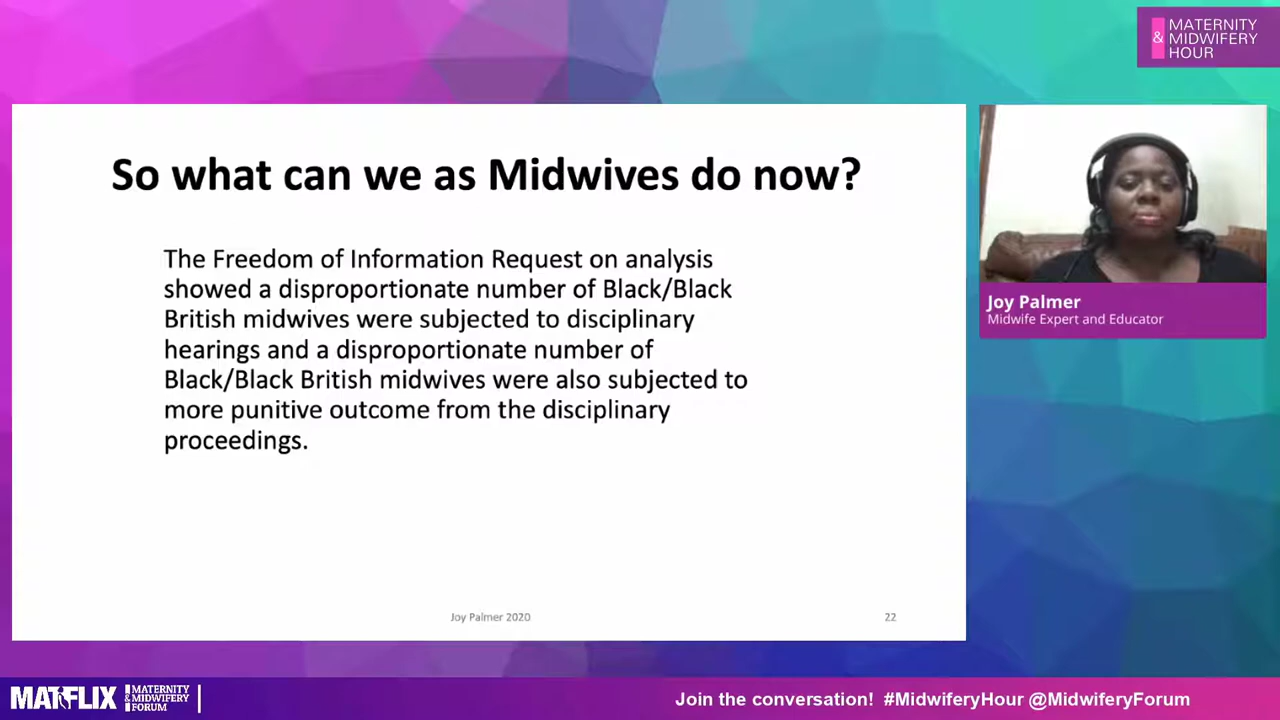 MATERNITY
& MIDWIFERY
HOUR
So what can we as Midwives do now?
The Freedom of Information Request on analysis
showed a disproportionate number of Black/Black
British midwives were subjected to disciplinary
hearings and a disproportionate number of
Black/Black British midwives were also subjected to
more punitive outcome from the disciplinary
proceedings.
Joy Palmer 2020
22
Joy Palmer
Midwife Expert and Educator
MATFLIX
MATERNITY
& MIDWIFERY
FORUM
Join the conversation! #MidwiferyHour @MidwiferyForum